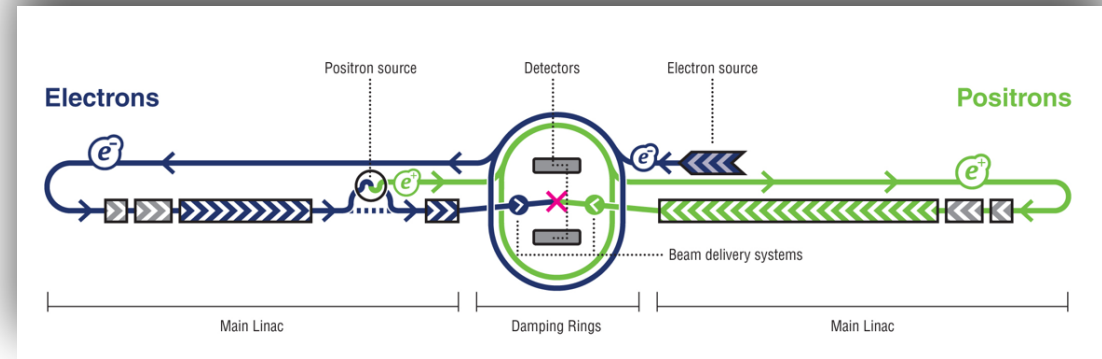 Positron source
Detectors
Electron source
Electrons
Positrons
e-
e-
e+
e+
Beam delivery systems
Main Linac
Damping Rings
Main Linac